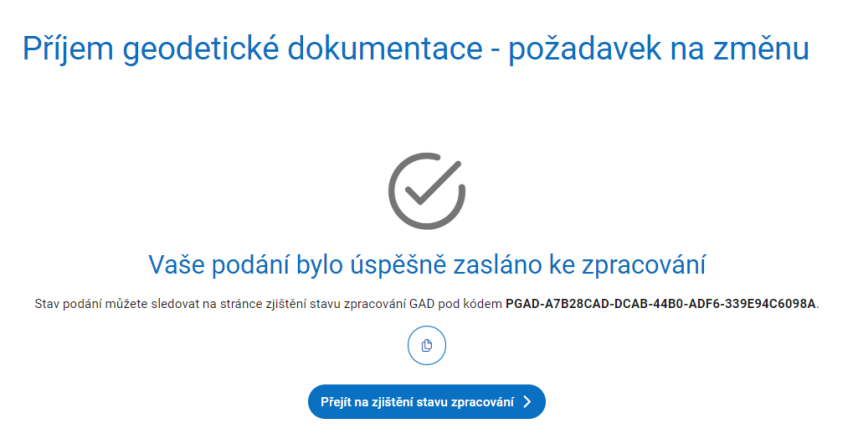 Příjem geodetické dokumentace - požadavek na změnu
Vaše podání bylo úspěšně zasláno ke zpracování
Stav podání můžete sledovat na stránce zjištění stavu zpracování GAD pod kódem PGAD-A7B28CAD-DCAB-44B0-ADF6-339E94C6098A.
Přejít na zjištění stavu zpracování